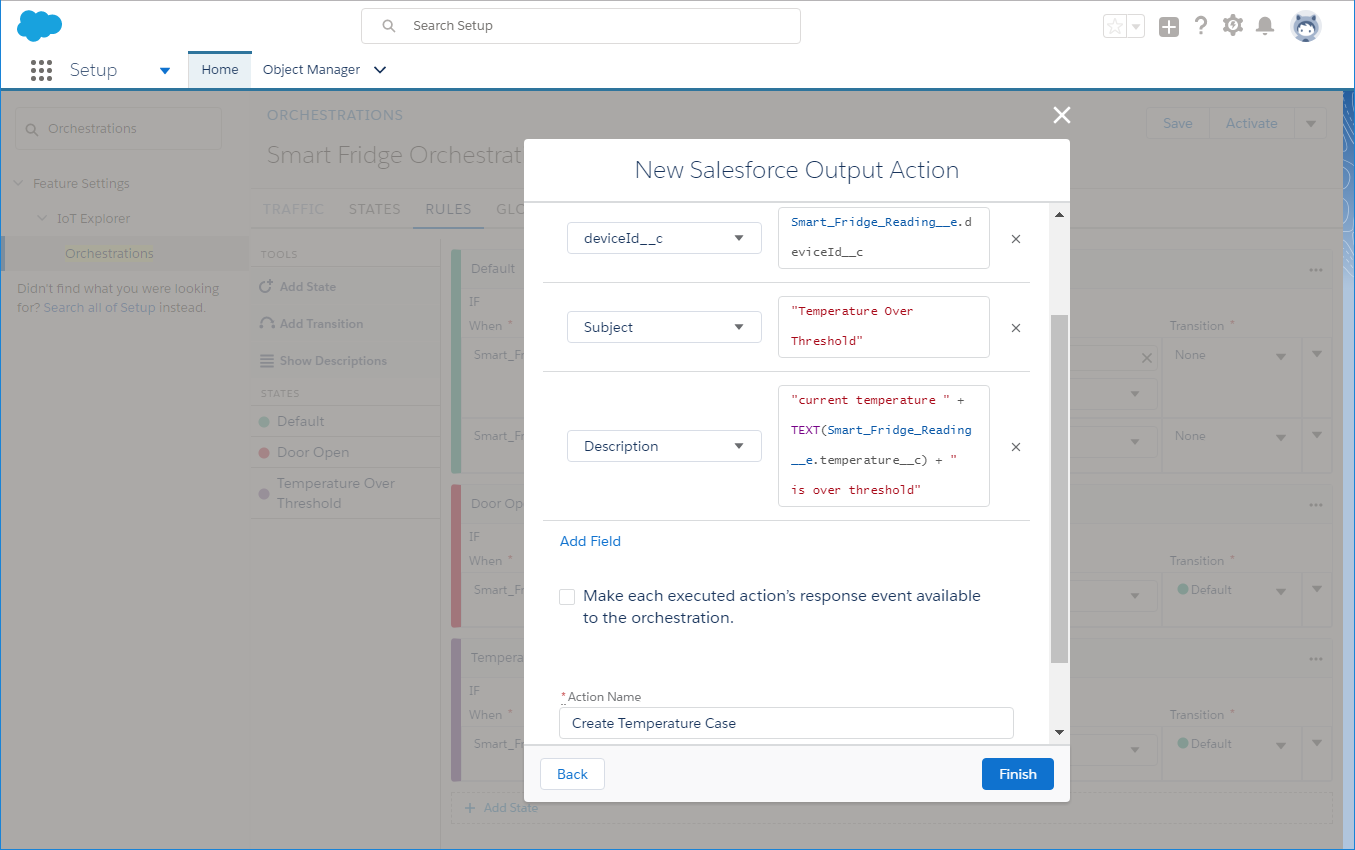 Search Setup
Setup
Home
Object Manager
Orchestrations
Feature Settings
IoT Explorer
Orchestrations
Didn't find what you were looking
for? Search all of Setup instead.
ORCHESTRATIONS
Smart Fridge Orchestrat
Save
Activate
TRAFFIC
STATES
RULES
GLO
TOOLS
Add State
Add Transition
Show Descriptions
STATES
Default
Door Open
Temperature Over
Threshold
Default
IF
When *
Transition *
Smart_Fr
None
Smart_Fr
None
Door Ope
IF
When *
Transition *
Smart_Fr
Default
Tempera
IF
When *
Transition *
Smart_Fr
Default
+ Add State
New Salesforce Output Action
deviceId__c
Smart_Fridge_Reading__e.d
eviceId__c
Subject
"Temperature Over
Threshold"
Description
"current temperature " +
TEXT(Smart_Fridge_Reading
__e.temperature__c) + "
is over threshold"
Add Field
Make each executed action’s response event available
to the orchestration.
* Action Name
Create Temperature Case
Back
Finish